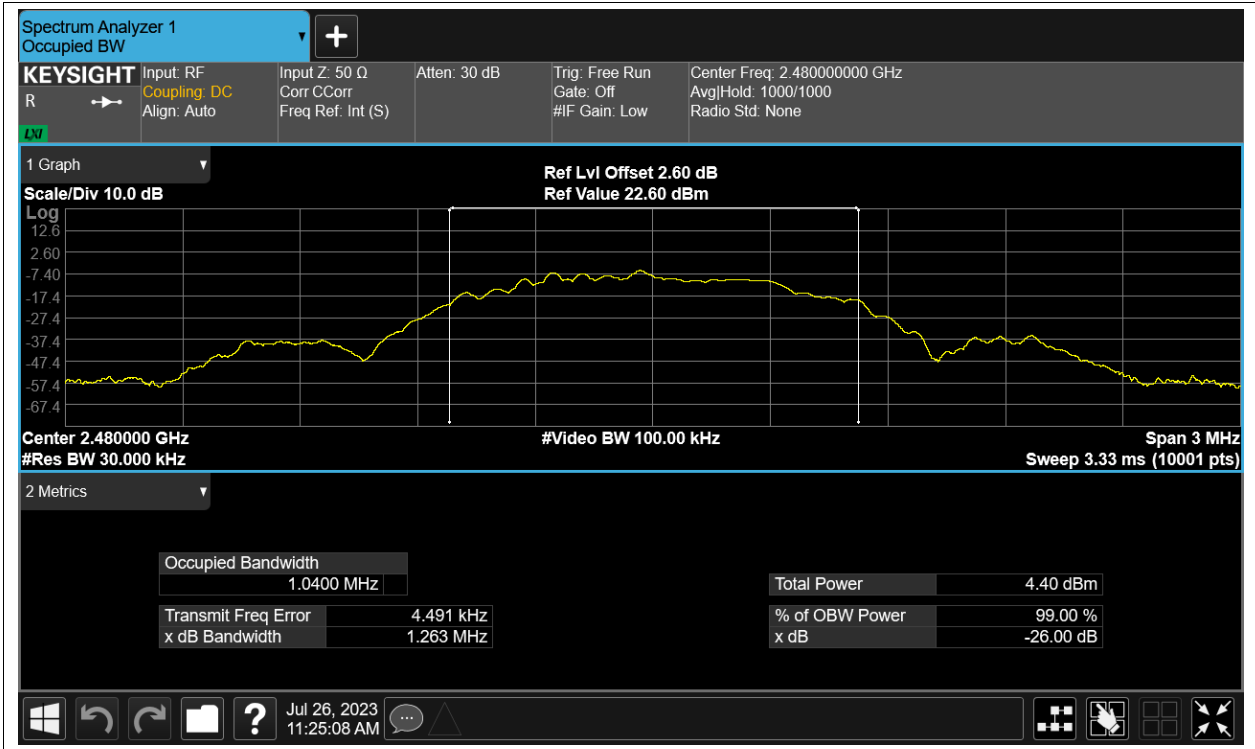 Spectrum Analyzer 1
Occupied BW
KEYSIGHT
R
LXI
Input: RF
Coupling: DC
Align: Auto
Input Z: 50 Ω
Corr CCorr
Freq Ref: Int (S)
Atten: 30 dB
Trig: Free Run
Gate: Off
#IF Gain: Low
Center Freq: 2.480000000 GHz
Avg|Hold: 1000/1000
Radio Std: None
1 Graph
Scale/Div 10.0 dB
Ref Lvl Offset 2.60 dB
Ref Value 22.60 dBm
Log
12.6
2.60
-7.40
-17.4
-27.4
-37.4
-47.4
-57.4
-67.4
Center 2.480000 GHz
#Res BW 30.000 kHz
#Video BW 100.00 kHz
Span 3 MHz
Sweep 3.33 ms (10001 pts)
2 Metrics
Occupied Bandwidth
1.0400 MHz
Transmit Freq Error 4.491 kHz
x dB Bandwidth 1.263 MHz
Total Power 4.40 dBm
% of OBW Power 99.00 %
x dB -26.00 dB
?
Jul 26, 2023
11:25:08 AM